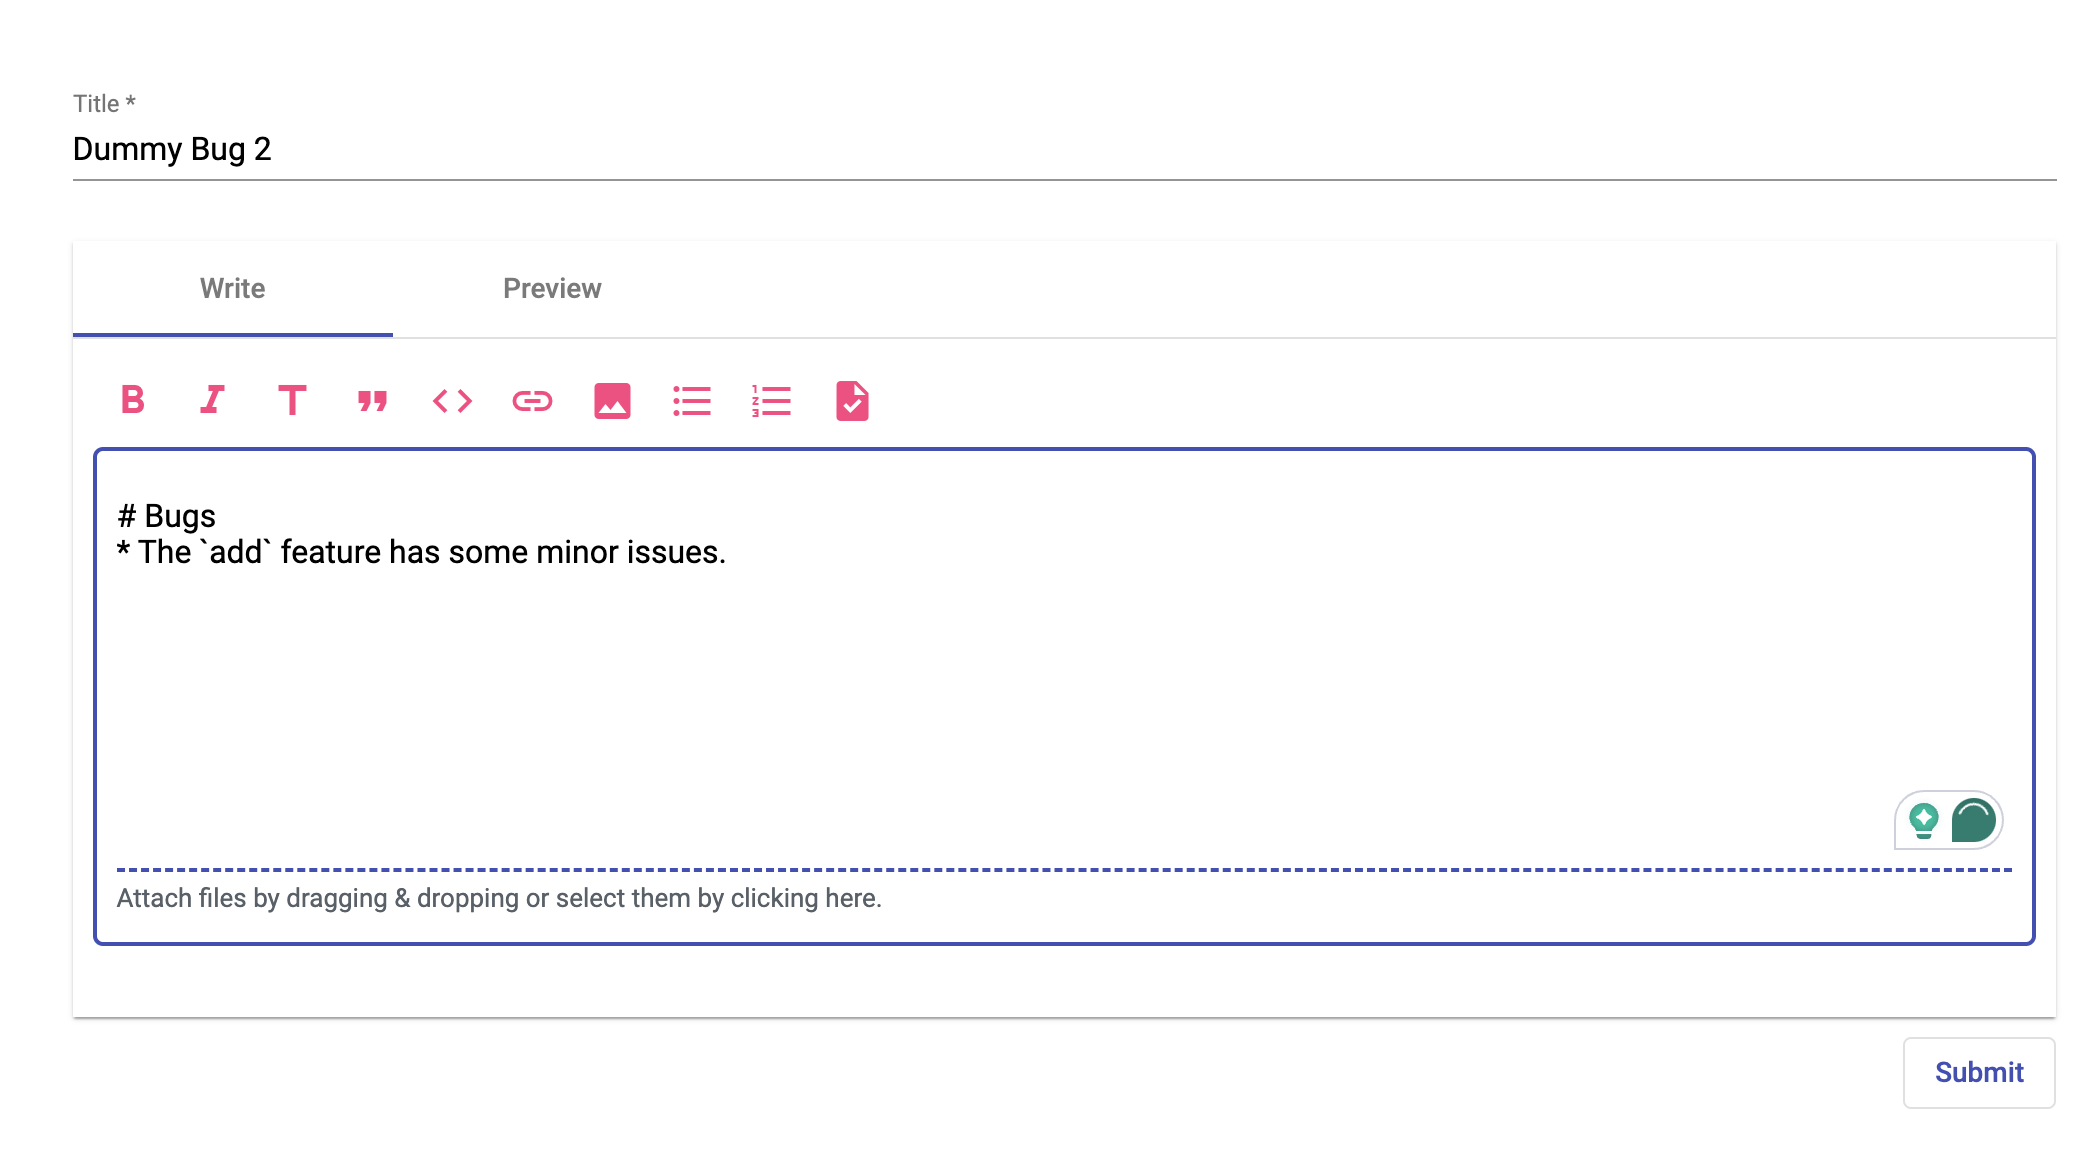 Title *
Dummy Bug 2
Write
Preview
# Bugs
* The `add` feature has some minor issues.
Attach files by dragging & dropping or select them by clicking here.
Submit